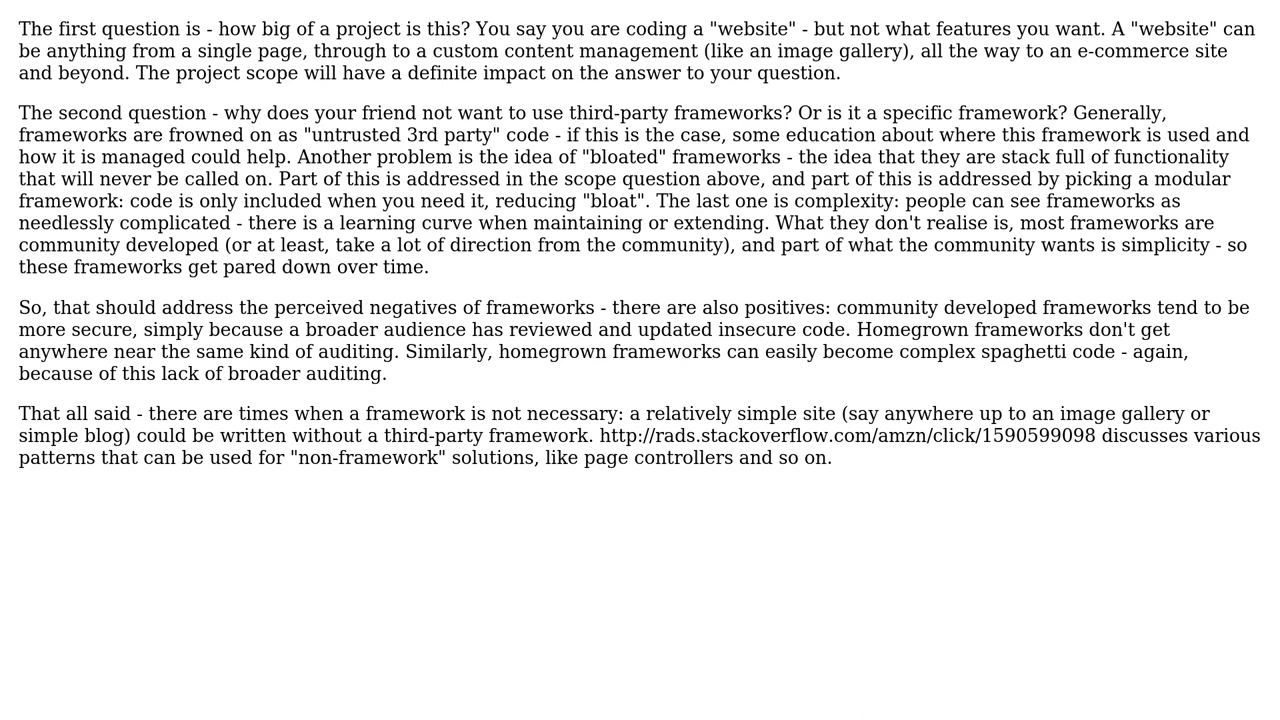 The first question is - how big of a project is this? You say you are coding a "website" - but not what features you want. A "website" can
be anything from a single page, through to a custom content management (like an image gallery), all the way to an e-commerce site
and beyond. The project scope will have a definite impact on the answer to your question.
The second question - why does your friend not want to use third-party frameworks? Or is it a specific framework? Generally,
frameworks are frowned on as "untrusted 3rd party" code - if this is the case, some education about where this framework is used and
how it is managed could help. Another problem is the idea of "bloated" frameworks - the idea that they are stack full of functionality
that will never be called on. Part of this is addressed in the scope question above, and part of this is addressed by picking a modular
framework: code is only included when you need it, reducing "bloat". The last one is complexity: people can see frameworks as
needlessly complicated - there is a learning curve when maintaining or extending. What they don't realise is, most frameworks are
community developed (or at least, take a lot of direction from the community), and part of what the community wants is simplicity - so
these frameworks get pared down over time.
So, that should address the perceived negatives of frameworks - there are also positives: community developed frameworks tend to be
more secure, simply because a broader audience has reviewed and updated insecure code. Homegrown frameworks don't get
anywhere near the same kind of auditing. Similarly, homegrown frameworks can easily become complex spaghetti code - again,
because of this lack of broader auditing.
That all said - there are times when a framework is not necessary: a relatively simple site (say anywhere up to an image gallery or
simple blog) could be written without a third-party framework. http://rads.stackoverflow.com/amzn/click/1590599098 discusses various
patterns that can be used for "non-framework" solutions, like page controllers and so on.